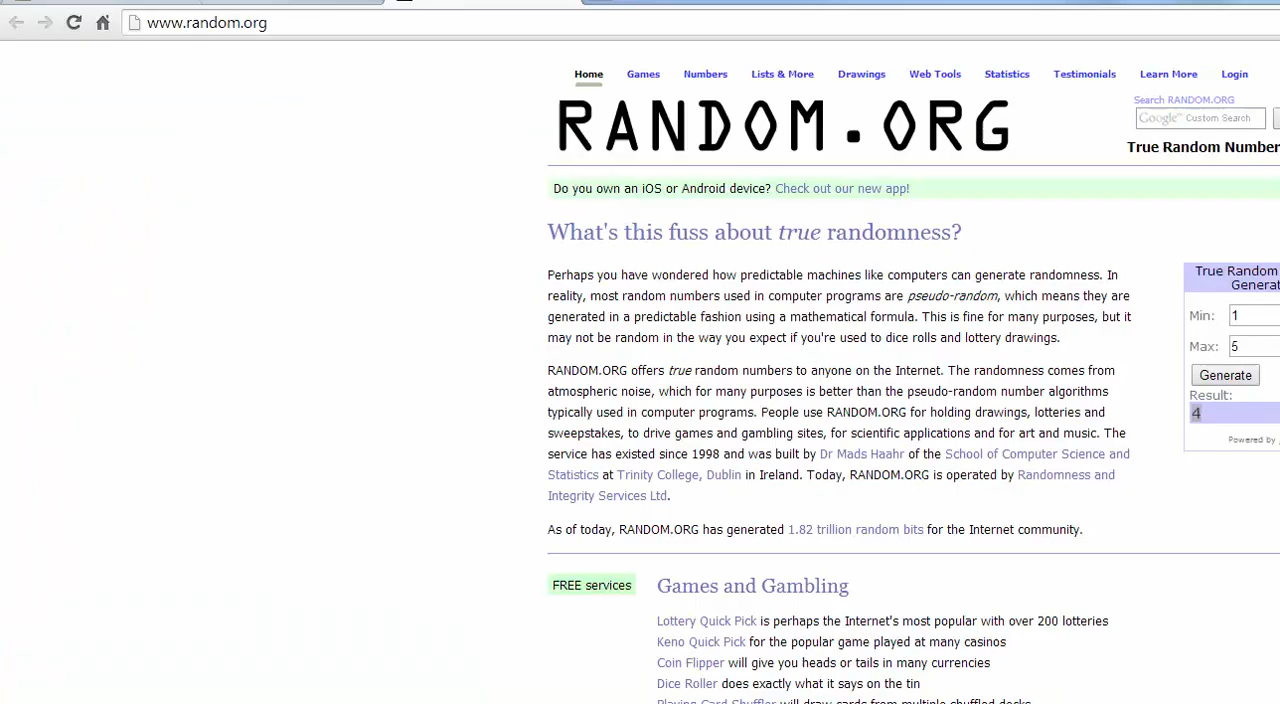 www.random.org
Home Games Numbers Lists & More Drawings Web Tools Statistics Testimonials Learn More Login
Search RANDOM.ORG
RANDOM.ORG
Google™ Custom Search
True Random Number
Do you own an iOS or Android device? Check out our new app!
What's this fuss about true randomness?
Perhaps you have wondered how predictable machines like computers can generate randomness. In
reality, most random numbers used in computer programs are pseudo-random, which means they are
generated in a predictable fashion using a mathematical formula. This is fine for many purposes, but it
may not be random in the way you expect if you're used to dice rolls and lottery drawings.
RANDOM.ORG offers true random numbers to anyone on the Internet. The randomness comes from
atmospheric noise, which for many purposes is better than the pseudo-random number algorithms
typically used in computer programs. People use RANDOM.ORG for holding drawings, lotteries and
sweepstakes, to drive games and gambling sites, for scientific applications and for art and music. The
service has existed since 1998 and was built by Dr Mads Haahr of the School of Computer Science and
Statistics at Trinity College, Dublin in Ireland. Today, RANDOM.ORG is operated by Randomness and
Integrity Services Ltd.
As of today, RANDOM.ORG has generated 1.82 trillion random bits for the Internet community.
True Random
Generat
Min: 1
Max: 5
Generate
Result:
4
Powered by
FREE services
Games and Gambling
Lottery Quick Pick is perhaps the Internet's most popular with over 200 lotteries
Keno Quick Pick for the popular game played at many casinos
Coin Flipper will give you heads or tails in many currencies
Dice Roller does exactly what it says on the tin
Playing Card Shuffler will draw cards from multiple shuffled decks